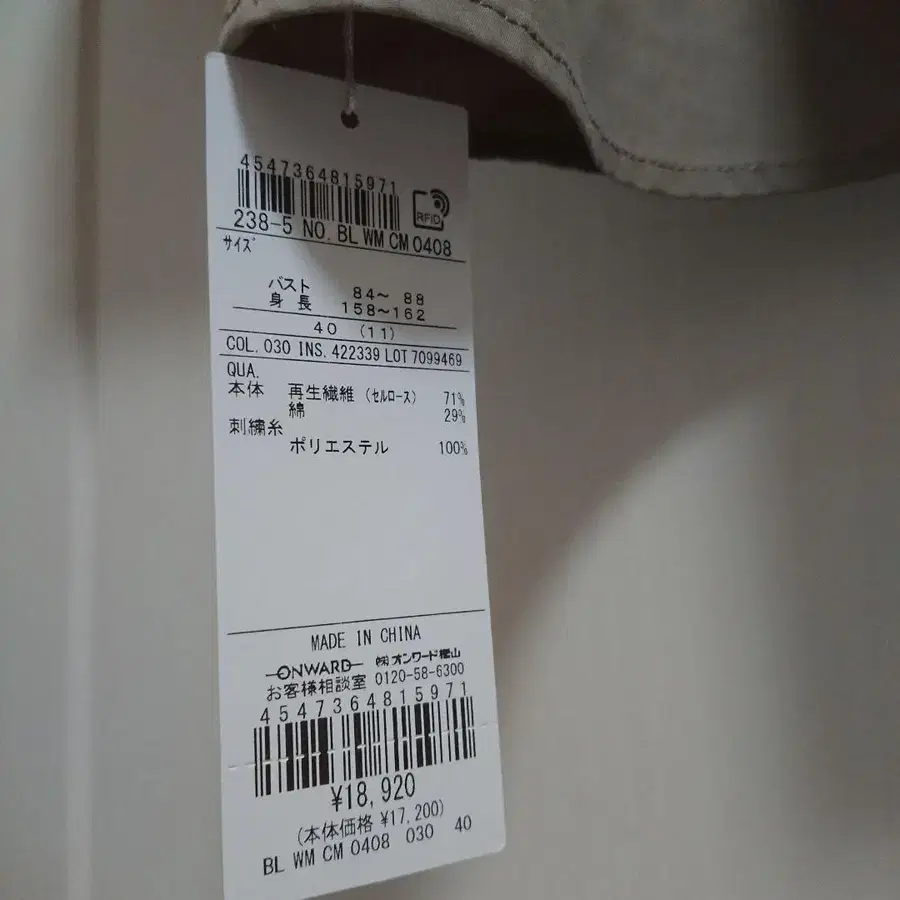 4547364815971
RFID
238-5 NO. BL WM CM 0408
サイズ
バスト 84～ 88
身 長 158～162
40 (11)
COL. 030 INS. 422339 LOT 7099469
QUA.
本体 再生繊維 (セルロース) 71%
綿 29%
刺繍糸
ポリエステル 100%
MADE IN CHINA
ONWARD ㈱オンワード樫山
お客様相談室 0120-58-6300
4547364815971
¥18,920
(本体価格 ¥17,200)
BL WM CM 0408 030 40